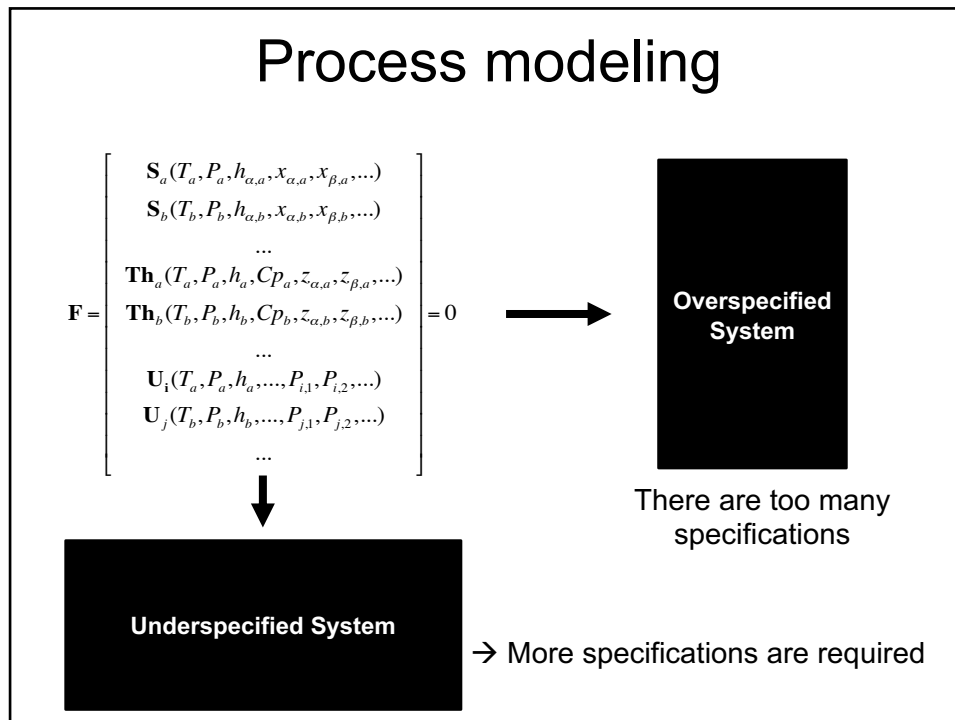 Process modeling
S_a(T_a, P_a, h_{α,a}, x_{α,a}, x_{β,a}, ...)
S_b(T_b, P_b, h_{α,b}, x_{α,b}, x_{β,b}, ...)
...
Th_a(T_a, P_a, h_a, Cp_a, z_{α,a}, z_{β,a}, ...)
F = [Th_b(T_b, P_b, h_b, Cp_b, z_{α,b}, z_{β,b}, ...)] = 0
...
U_i(T_a, P_a, h_a, ..., P_{i,1}, P_{i,2}, ...)
U_j(T_b, P_b, h_b, ..., P_{j,1}, P_{j,2}, ...)
...
Overspecified
System
There are too many
specifications
Underspecified System
→ More specifications are required